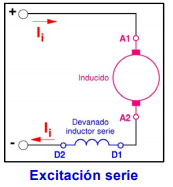 +
Ii
A1
Inducido
A2
Devanado
inductor serie
Ii
-
D2
D1
Excitación serie